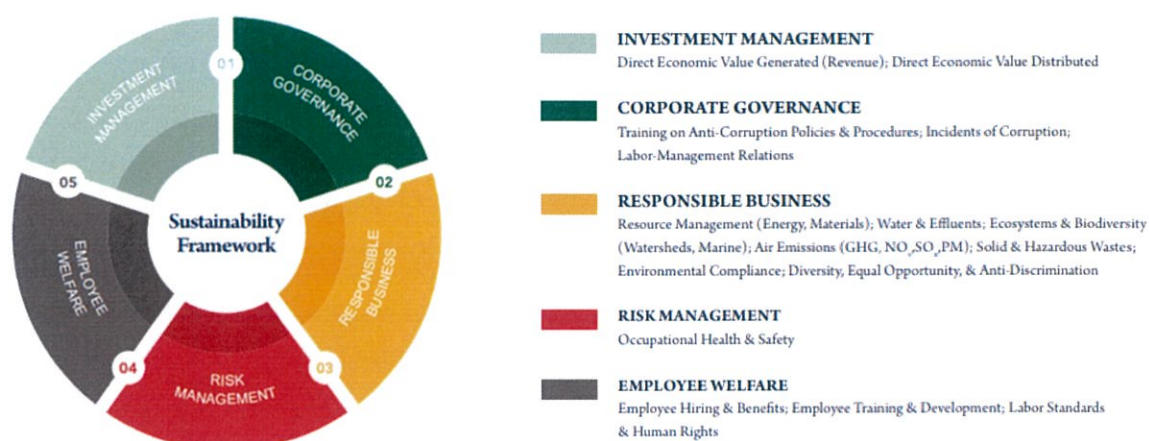 01
INVESTMENT
MANAGEMENT
CORPORATE
GOVERNANCE
02
RESPONSIBLE
BUSINESS
03
RISK
MANAGEMENT
04
EMPLOYEE
WELFARE
05
Sustainability
Framework
INVESTMENT MANAGEMENT
Direct Economic Value Generated (Revenue); Direct Economic Value Distributed
CORPORATE GOVERNANCE
Training on Anti-Corruption Policies & Procedures; Incidents of Corruption;
Labor-Management Relations
RESPONSIBLE BUSINESS
Resource Management (Energy, Materials); Water & Effluents; Ecosystems & Biodiversity
(Watersheds, Marine); Air Emissions (GHG, NOₓ,SOₓ,PM); Solid & Hazardous Wastes;
Environmental Compliance; Diversity, Equal Opportunity, & Anti-Discrimination
RISK MANAGEMENT
Occupational Health & Safety
EMPLOYEE WELFARE
Employee Hiring & Benefits; Employee Training & Development; Labor Standards
& Human Rights